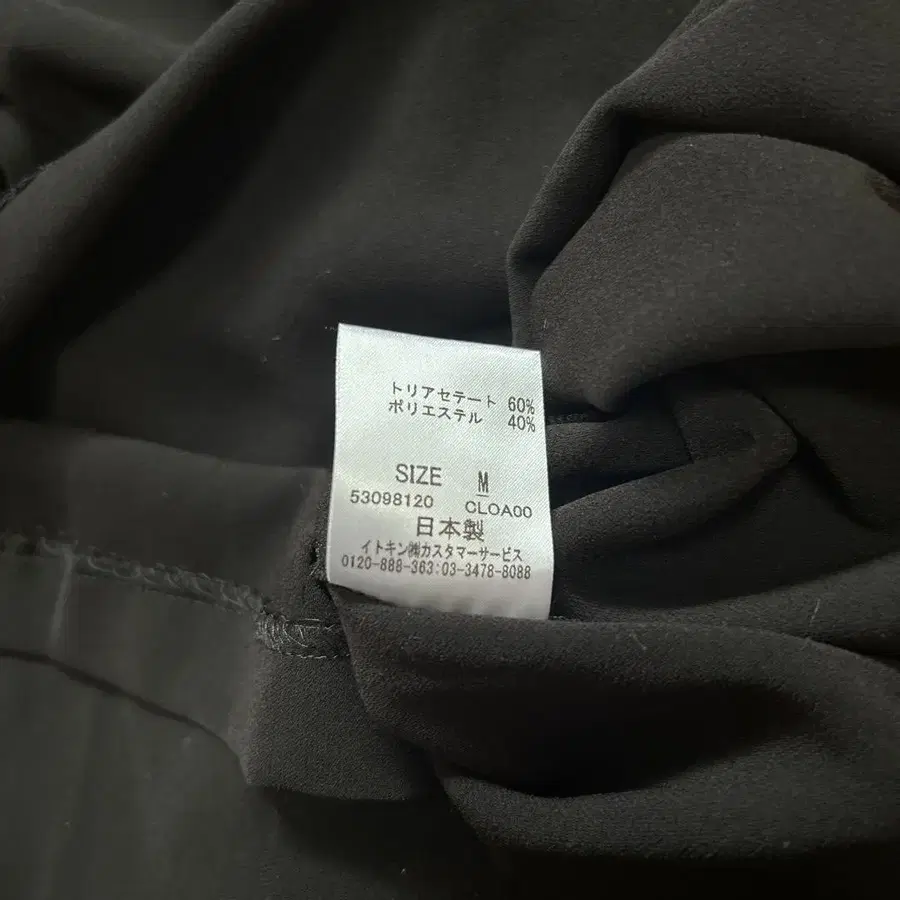 トリアセテート 60%
ポリエステル 40%
SIZE M
53098120 CLOA00
日本製
イトキン㈱カスタマーサービス
0120-888-363:03-3478-8088